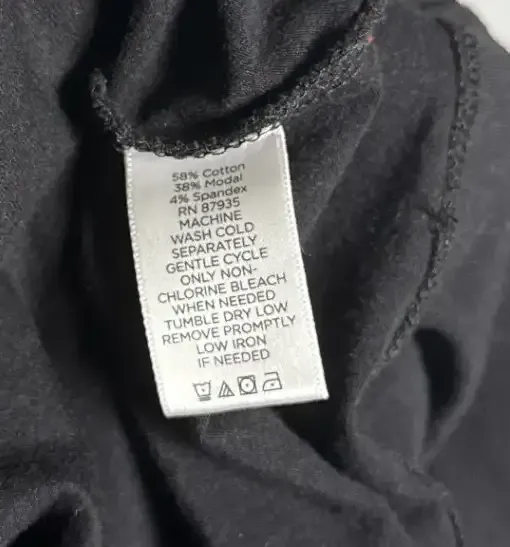 58% Cotton
38% Modal
4% Spandex
RN 87935
MACHINE
WASH COLD
SEPARATELY
GENTLE CYCLE
ONLY NON-
CHLORINE BLEACH
WHEN NEEDED
TUMBLE DRY LOW
REMOVE PROMPTLY
LOW IRON
IF NEEDED